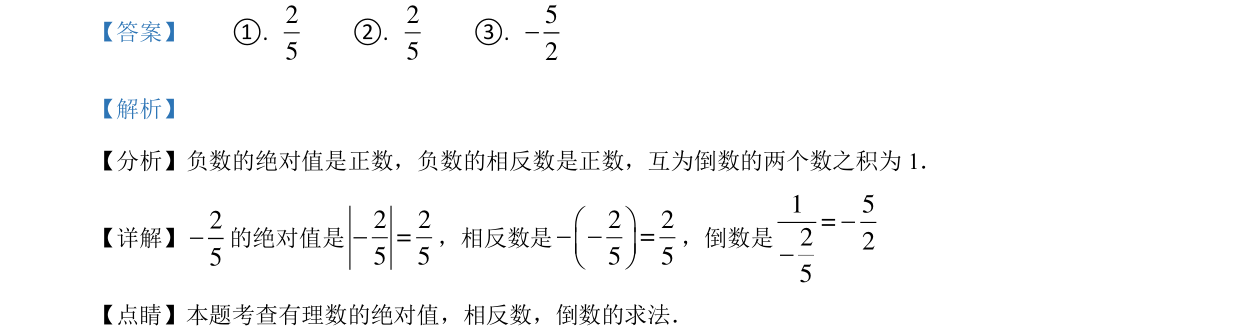 【答案】 ①. 2/5 ②. 2/5 ③. -5/2
【解析】
【分析】负数的绝对值是正数，负数的相反数是正数，互为倒数的两个数之积为 1．
【详解】-2/5 的绝对值是|-2/5|=2/5，相反数是-(-2/5)=2/5，倒数是 1/(-2/5)=-5/2
【点睛】本题考查有理数的绝对值，相反数，倒数的求法．